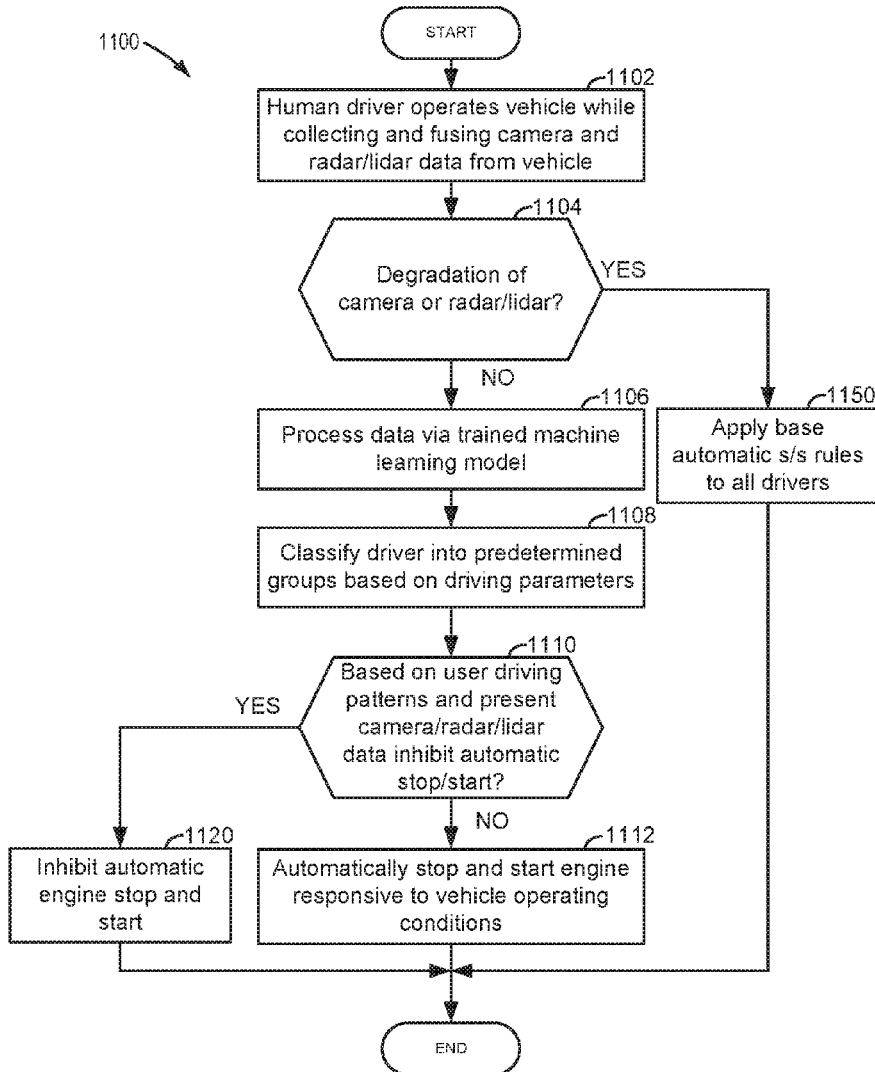 1100
START
1102
Human driver operates vehicle while
collecting and fusing camera and
radar/lidar data from vehicle
1104
Degradation of
camera or radar/lidar?
YES
NO
1106
Process data via trained machine
learning model
1150
Apply base
automatic s/s rules
to all drivers
1108
Classify driver into predetermined
groups based on driving parameters
1110
Based on user driving
patterns and present
camera/radar/lidar
data inhibit automatic
stop/start?
YES
NO
1120
Inhibit automatic
engine stop and
start
1112
Automatically stop and start engine
responsive to vehicle operating
conditions
END